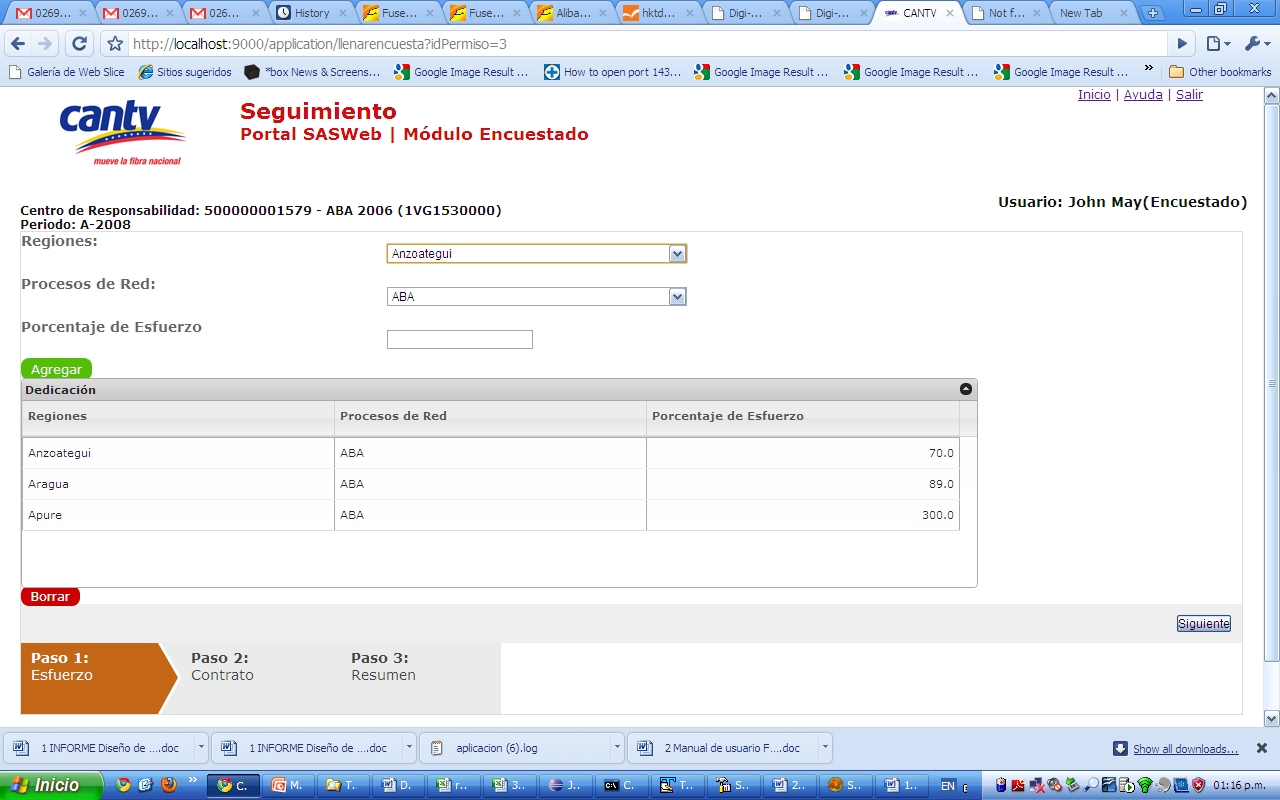 0269... 0269... 026... History Fuse... Fuse... Aliba... hktd... Digi-... Digi-... CANTV Not f... New Tab
http://localhost:9000/application/llenarencuesta?idPermiso=3
Galería de Web Slice Sitios sugeridos *box News & Screens... Google Image Result ... How to open port 143... Google Image Result ... Google Image Result ... Google Image Result ... » Other bookmarks
Inicio | Ayuda | Salir
cantv
mueve la fibra nacional
Seguimiento
Portal SASWeb | Módulo Encuestado
Usuario: John May(Encuestado)
Centro de Responsabilidad: 500000001579 - ABA 2006 (1VG1530000)
Periodo: A-2008
Regiones:
Anzoategui
Procesos de Red:
ABA
Porcentaje de Esfuerzo
Agregar
Dedicación
Regiones Procesos de Red Porcentaje de Esfuerzo
Anzoategui ABA 70.0
Aragua ABA 89.0
Apure ABA 300.0
Borrar
Siguiente
Paso 1: Paso 2: Paso 3:
Esfuerzo Contrato Resumen
1 INFORME Diseño de ....doc 1 INFORME Diseño de ....doc aplicacion (6).log 2 Manual de usuario F....doc Show all downloads...
Inicio » C. M.. T.. D.. r.. 3.. J.. C. T.. S.. 2.. S.. 1.. EN 01:16 p.m.